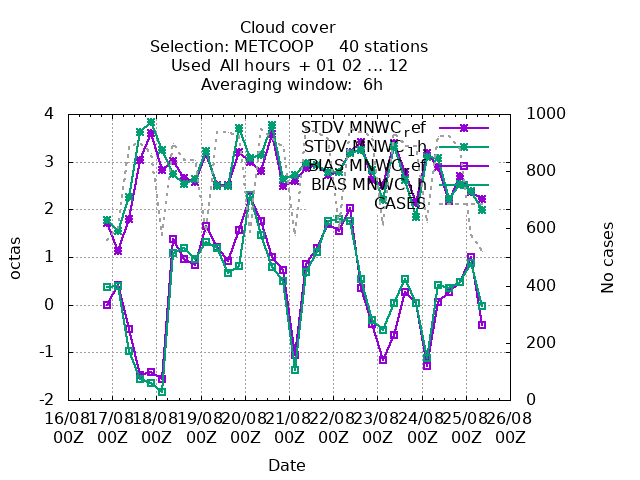 Cloud cover
Selection: METCOOP     40 stations
Used  All hours  + 01 02 ... 12
Averaging window:  6h
STDV MNWC_ref
STDV MNWC_1h
BIAS MNWC_ref
BIAS MNWC_1h
CASES
4
3
2
1
0
-1
-2
octas
1000
800
600
400
200
0
No cases
16/08 17/08 18/08 19/08 20/08 21/08 22/08 23/08 24/08 25/08 26/08
00Z 00Z 00Z 00Z 00Z 00Z 00Z 00Z 00Z 00Z 00Z
Date